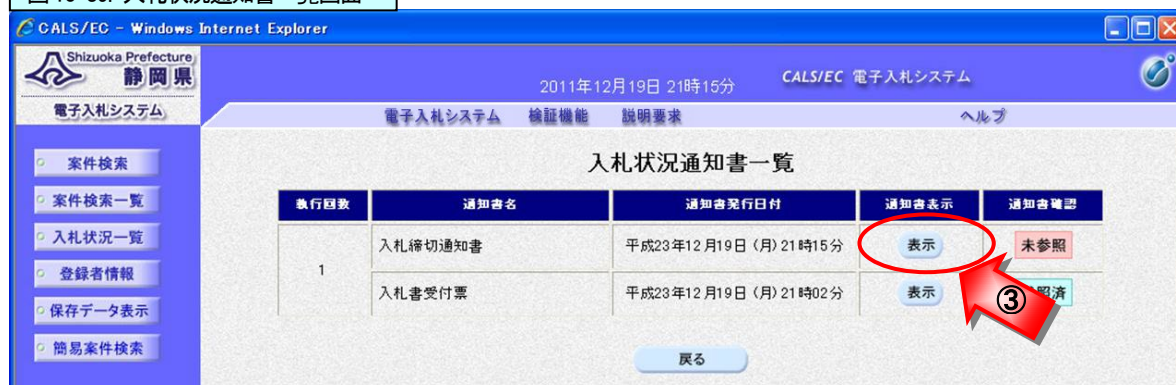 CALS/EC - Windows Internet Explorer
Shizuoka Prefecture
静岡県
電子入札システム
2011年12月19日 21時15分
CALS/EC 電子入札システム
電子入札システム 検証機能 説明要求 ヘルプ
案件検索
案件検索一覧
入札状況一覧
登録者情報
保存データ表示
簡易案件検索
入札状況通知書一覧
執行回数 通知書名 通知書発行日付 通知書表示 通知書確認
1
入札締切通知書 平成23年12月19日 (月) 21時15分 表示 未参照
入札書受付票 平成23年12月19日 (月) 21時02分 表示 照済
③
戻る